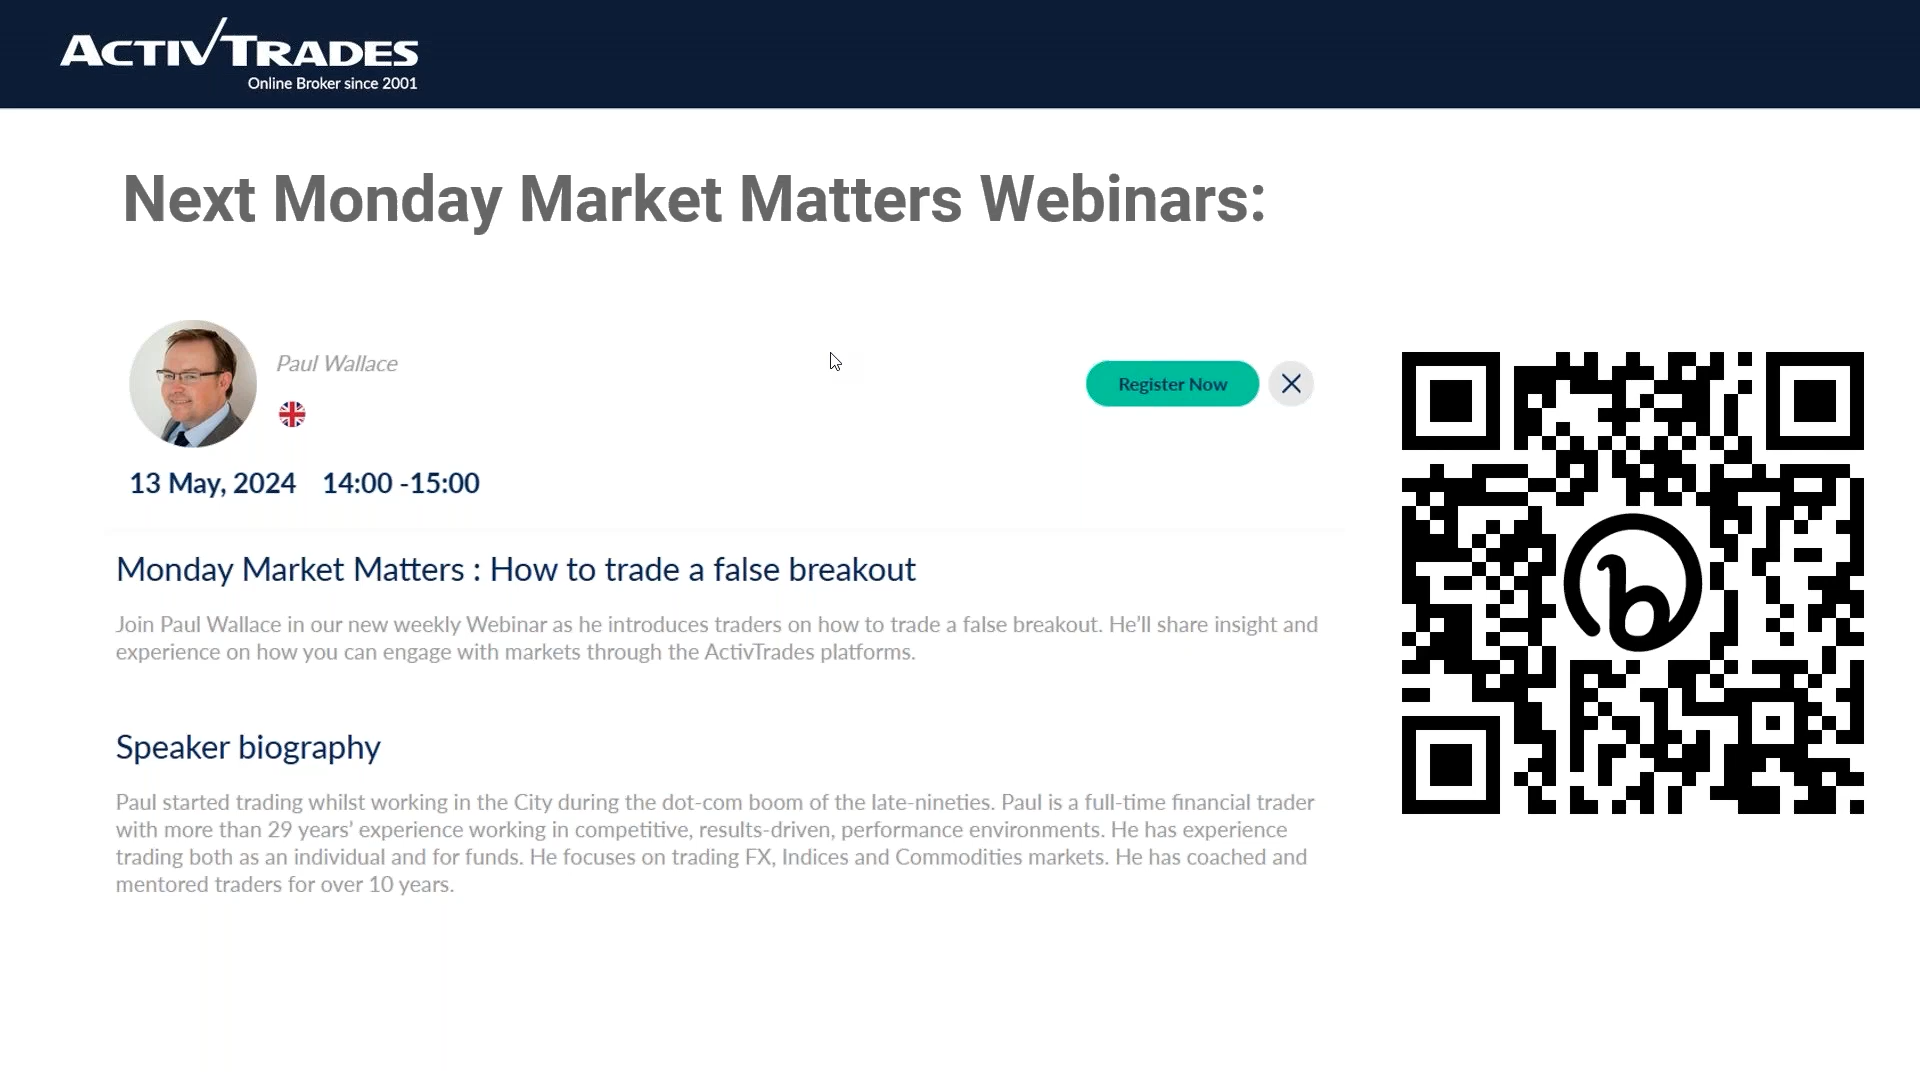 ACTIVTRADES
Online Broker since 2001
Next Monday Market Matters Webinars:
Paul Wallace
Register Now
13 May, 2024 14:00 -15:00
Monday Market Matters : How to trade a false breakout
Join Paul Wallace in our new weekly Webinar as he introduces traders on how to trade a false breakout. He’ll share insight and
experience on how you can engage with markets through the ActivTrades platforms.
Speaker biography
Paul started trading whilst working in the City during the dot-com boom of the late-nineties. Paul is a full-time financial trader
with more than 29 years’ experience working in competitive, results-driven, performance environments. He has experience
trading both as an individual and for funds. He focuses on trading FX, Indices and Commodities markets. He has coached and
mentored traders for over 10 years.
b